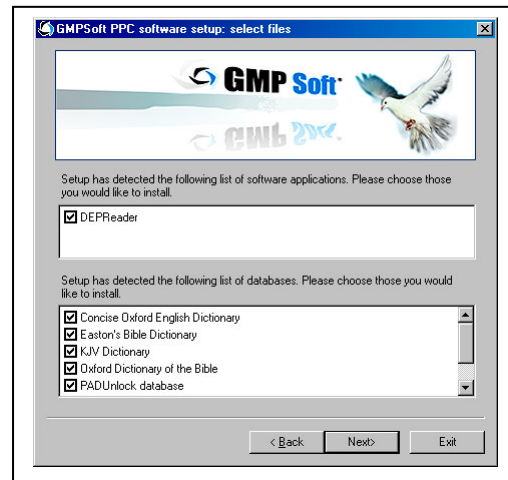 GMPSoft PPC software setup: select files
GMP Soft
Setup has detected the following list of software applications. Please choose those
you would like to install.
DEPReader
Setup has detected the following list of databases. Please choose those you would
like to install.
Concise Oxford English Dictionary
Easton's Bible Dictionary
KJV Dictionary
Oxford Dictionary of the Bible
PADUnlock database
< Back
Next>
Exit